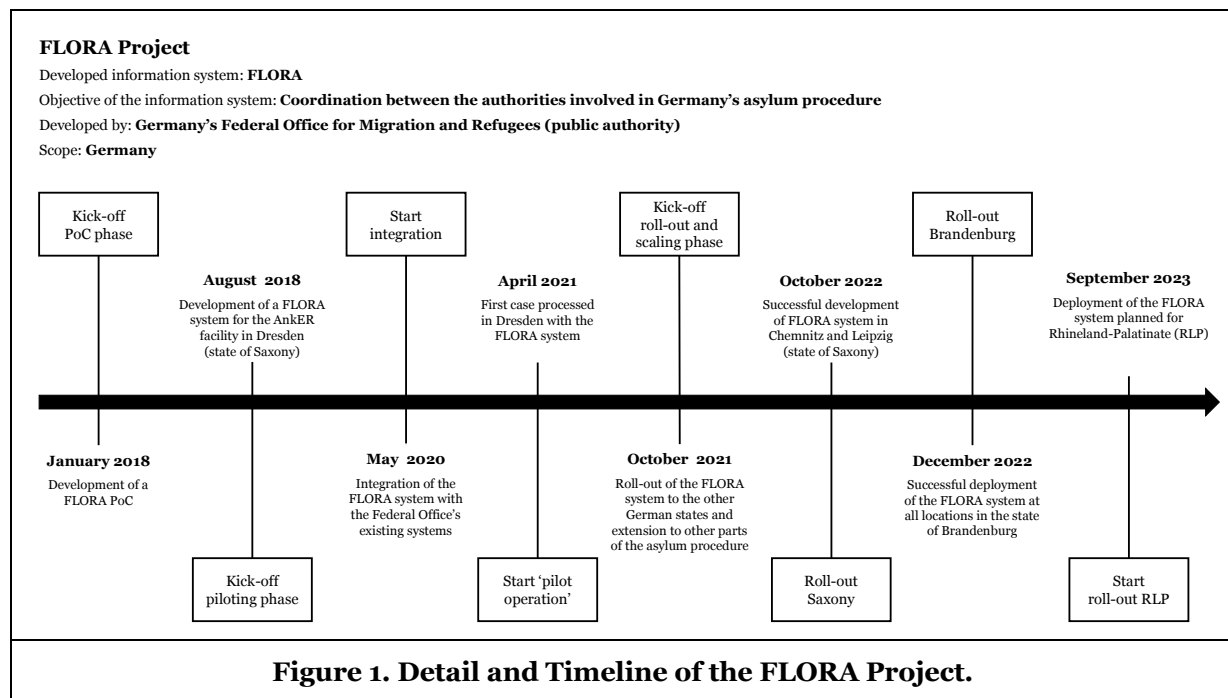 FLORA Project
Developed information system: FLORA
Objective of the information system: Coordination between the authorities involved in Germany's asylum procedure
Developed by: Germany's Federal Office for Migration and Refugees (public authority)
Scope: Germany
Kick-off
PoC phase
January 2018
Development of a
FLORA PoC
August 2018
Development of a FLORA
system for the AnkER
facility in Dresden
(state of Saxony)
Kick-off
piloting phase
Start
integration
May 2020
Integration of the
FLORA system with
the Federal Office's
existing systems
April 2021
First case processed
in Dresden with the
FLORA system
Start 'pilot
operation'
Kick-off
roll-out and
scaling phase
October 2021
Roll-out of the FLORA
system to the other
German states and
extension to other parts
of the asylum procedure
October 2022
Successful development
of FLORA system in
Chemnitz and Leipzig
(state of Saxony)
Roll-out
Saxony
Roll-out
Brandenburg
December 2022
Successful deployment
of the FLORA system at
all locations in the state
of Brandenburg
September 2023
Deployment of the FLORA
system planned for
Rhineland-Palatinate (RLP)
Start
roll-out RLP
Figure 1. Detail and Timeline of the FLORA Project.